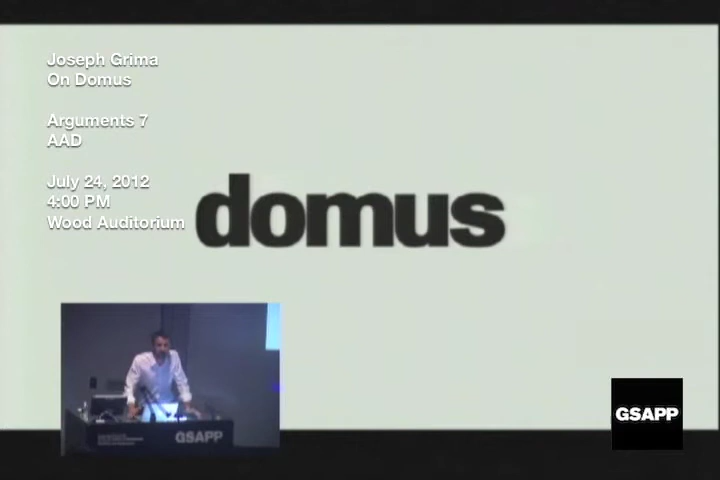 Joseph Grima
On Domus
Arguments 7
AAD
July 24, 2012
4:00 PM
Wood Auditorium
domus
GSAPP
GSAPP